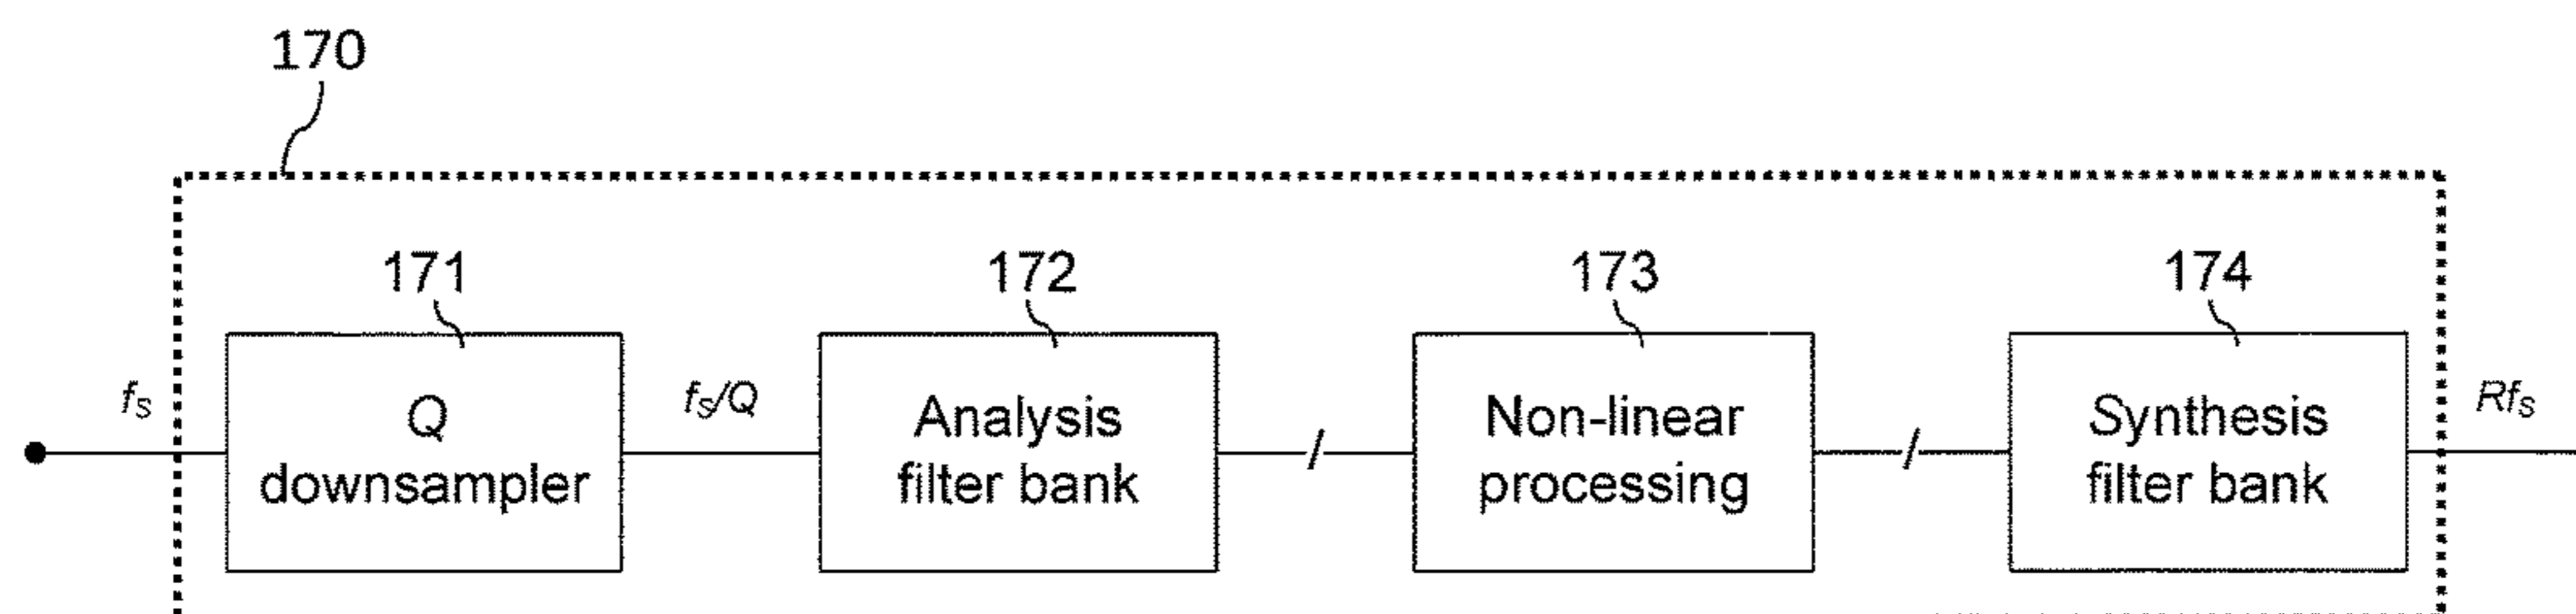 170
171
172
173
174
fS
Q
downsampler
fS/Q
Analysis
filter bank
Non-linear
processing
Synthesis
filter bank
RfS